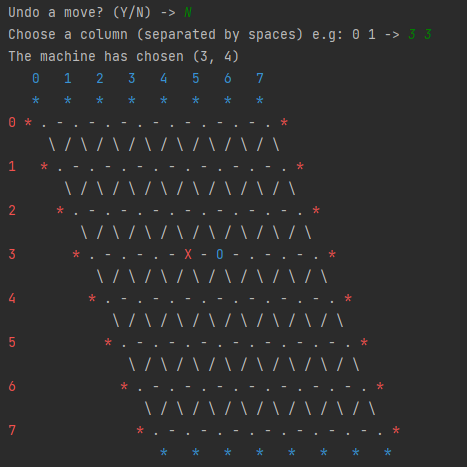 Undo a move? (Y/N) -> N
Choose a column (separated by spaces) e.g: 0 1 -> 3 3
The machine has chosen (3, 4)
   0   1   2   3   4   5   6   7
   *   *   *   *   *   *   *   *
0 * . - . - . - . - . - . - . - . *
     \ / \ / \ / \ / \ / \ / \ / \
1   * . - . - . - . - . - . - . - . *
       \ / \ / \ / \ / \ / \ / \ / \
2     * . - . - . - . - . - . - . - . *
         \ / \ / \ / \ / \ / \ / \ / \
3       * . - . - . - X - O - . - . - . *
           \ / \ / \ / \ / \ / \ / \ / \
4         * . - . - . - . - . - . - . - . *
             \ / \ / \ / \ / \ / \ / \ / \
5           * . - . - . - . - . - . - . - . *
               \ / \ / \ / \ / \ / \ / \ / \
6             * . - . - . - . - . - . - . - . *
                 \ / \ / \ / \ / \ / \ / \ / \
7               * . - . - . - . - . - . - . - . *
                   *   *   *   *   *   *   *   *